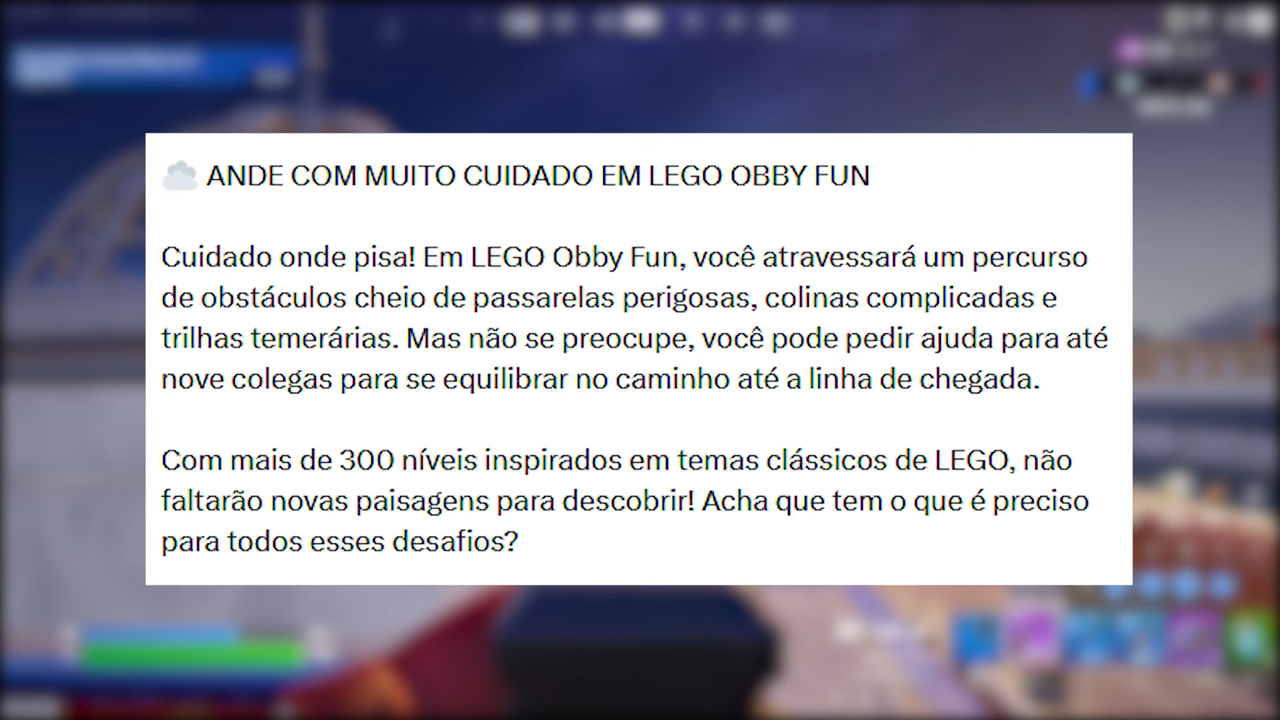 ☁️ ANDE COM MUITO CUIDADO EM LEGO OBBY FUN
Cuidado onde pisa! Em LEGO Obby Fun, você atravessará um percurso
de obstáculos cheio de passarelas perigosas, colinas complicadas e
trilhas temerárias. Mas não se preocupe, você pode pedir ajuda para até
nove colegas para se equilibrar no caminho até a linha de chegada.
Com mais de 300 níveis inspirados em temas clássicos de LEGO, não
faltarão novas paisagens para descobrir! Acha que tem o que é preciso
para todos esses desafios?